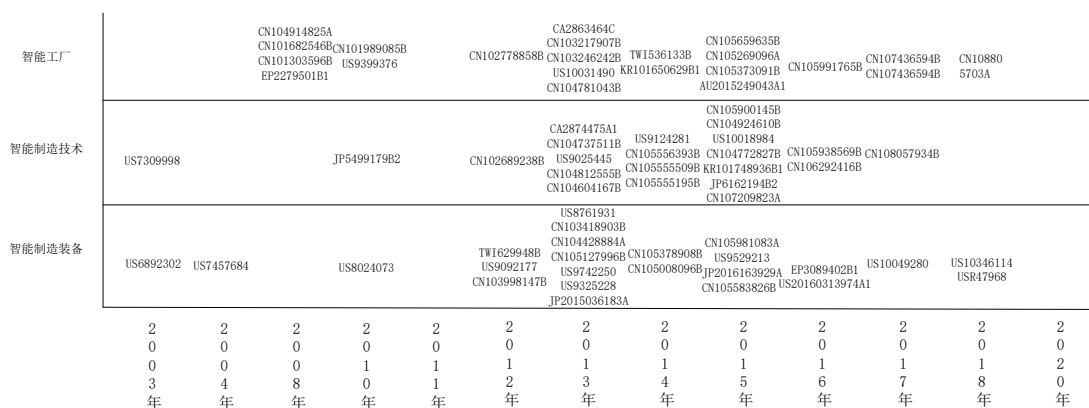 智能工厂
CN104914825A
CN101682546B
CN101303596B
EP2279501B1
CN101989085B
US9399376
CN102778858B
CA2863464C
CN103217907B
CN103246242B
US10031490
CN104781043B
TWI536133B
KR101650629B1
CN105659635B
CN105269096A
CN105373091B
AU2015249043A1
CN105991765B
CN107436594B
CN107436594B
CN10880
5703A
智能制造技术
US7309998
JP5499179B2
CN102689238B
CA2874475A1
CN104737511B
US9025445
CN104812555B
CN104604167B
US9124281
CN105556393B
CN105555509B
CN105555195B
CN105900145B
CN104924610B
US10018984
CN104772827B
KR101748936B1
JP6162194B2
CN107209823A
CN105938569B
CN106292416B
CN108057934B
智能制造装备
US6892302
US7457684
US8024073
TWI629948B
US9092177
CN103998147B
US8761931
CN103418903B
CN104428884A
CN105127996B
US9742250
US9325228
JP2015036183A
CN105378908B
CN105008096B
CN105981083A
US9529213
JP2016163929A
CN105583826B
EP3089402B1
US20160313974A1
US10049280
US10346114
USR47968
2003年
2004年
2008年
2010年
2011年
2012年
2013年
2014年
2015年
2016年
2017年
2018年
2020年